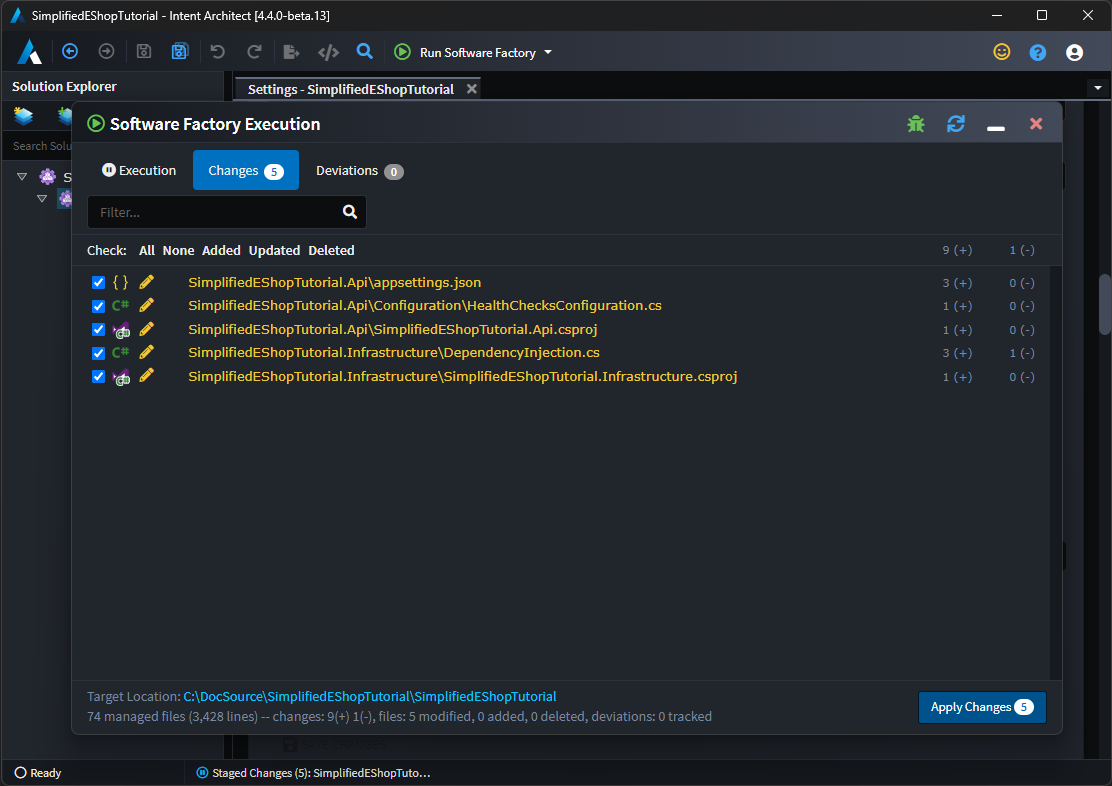 SimplifiedEShopTutorial - Intent Architect [4.4.0-beta.13]
Run Software Factory
Solution Explorer
Settings - SimplifiedEShopTutorial
Software Factory Execution
Search Solu
S
Execution
Changes 5
Deviations 0
Filter...
Check: All None Added Updated Deleted 9 (+) 1 (-)
{ } SimplifiedEShopTutorial.Api\appsettings.json 3 (+) 0 (-)
C# SimplifiedEShopTutorial.Api\Configuration\HealthChecksConfiguration.cs 1 (+) 0 (-)
SimplifiedEShopTutorial.Api\SimplifiedEShopTutorial.Api.csproj 1 (+) 0 (-)
C# SimplifiedEShopTutorial.Infrastructure\DependencyInjection.cs 3 (+) 1 (-)
SimplifiedEShopTutorial.Infrastructure\SimplifiedEShopTutorial.Infrastructure.csproj 1 (+) 0 (-)
Target Location: C:\DocSource\SimplifiedEShopTutorial\SimplifiedEShopTutorial
74 managed files (3,428 lines) -- changes: 9(+) 1(-), files: 5 modified, 0 added, 0 deleted, deviations: 0 tracked
Apply Changes 5
Ready
Staged Changes (5): SimplifiedEShopTuto...